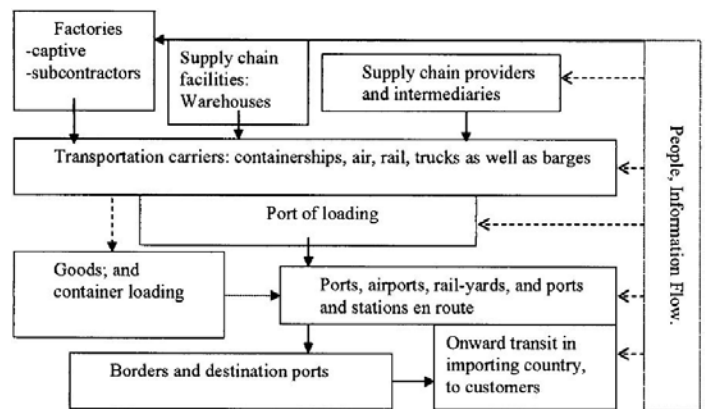 Factories
-captive
-subcontractors
Supply chain
facilities:
Warehouses
Supply chain providers
and intermediaries
Transportation carriers: containerships, air, rail, trucks as well as barges
Port of loading
Goods; and
container loading
Ports, airports, rail-yards, and ports
and stations en route
Borders and destination ports
Onward transit in
importing country,
to customers
People, Information Flow.